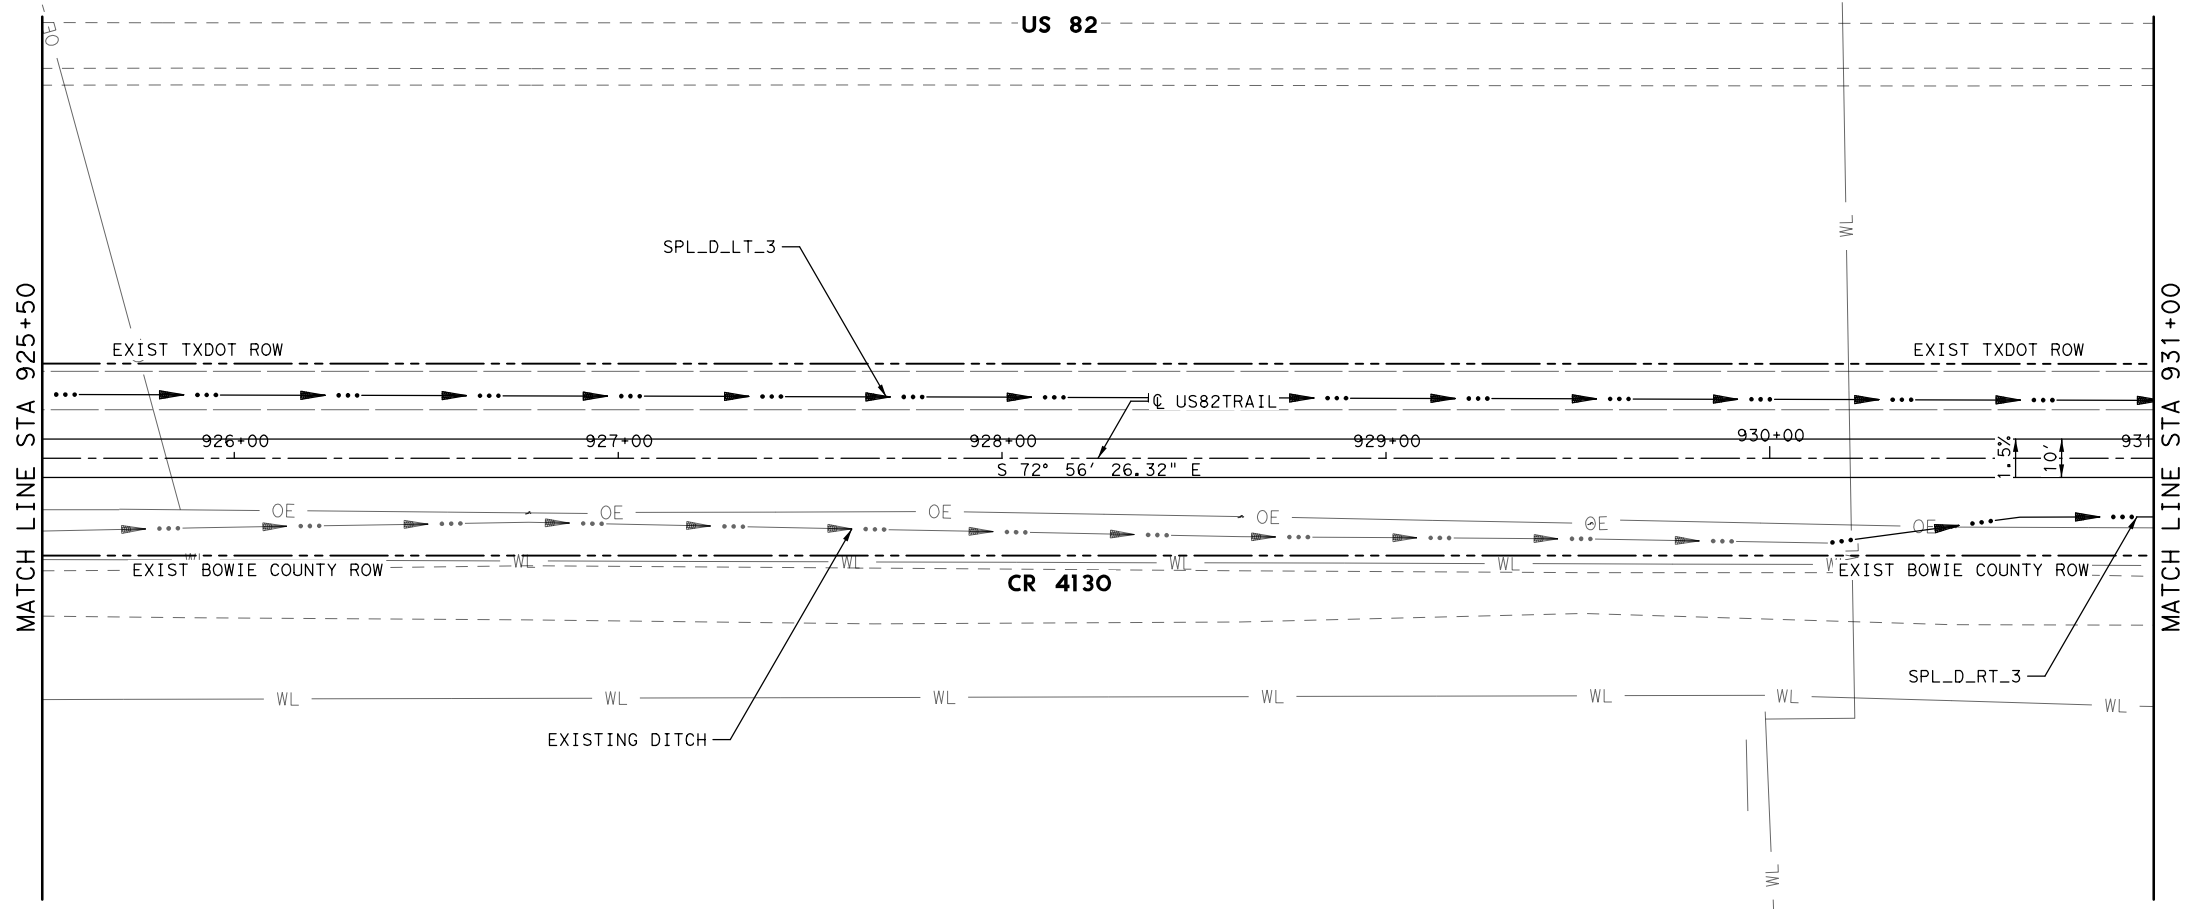 US 82
OE
WL
SPL_D_LT_3
MATCH LINE STA 925+50
MATCH LINE STA 931+00
EXIST TXDOT ROW
EXIST TXDOT ROW
℄ US82TRAIL
926+00
927+00
928+00
929+00
930+00
931
1.5%
10'
S 72° 56' 26.32" E
OE
OE
OE
OE
OE
OE
WL
WL
WL
WL
WL
EXIST BOWIE COUNTY ROW
EXIST BOWIE COUNTY ROW
CR 4130
SPL_D_RT_3
WL
WL
WL
WL
WL
WL
WL
EXISTING DITCH
WL